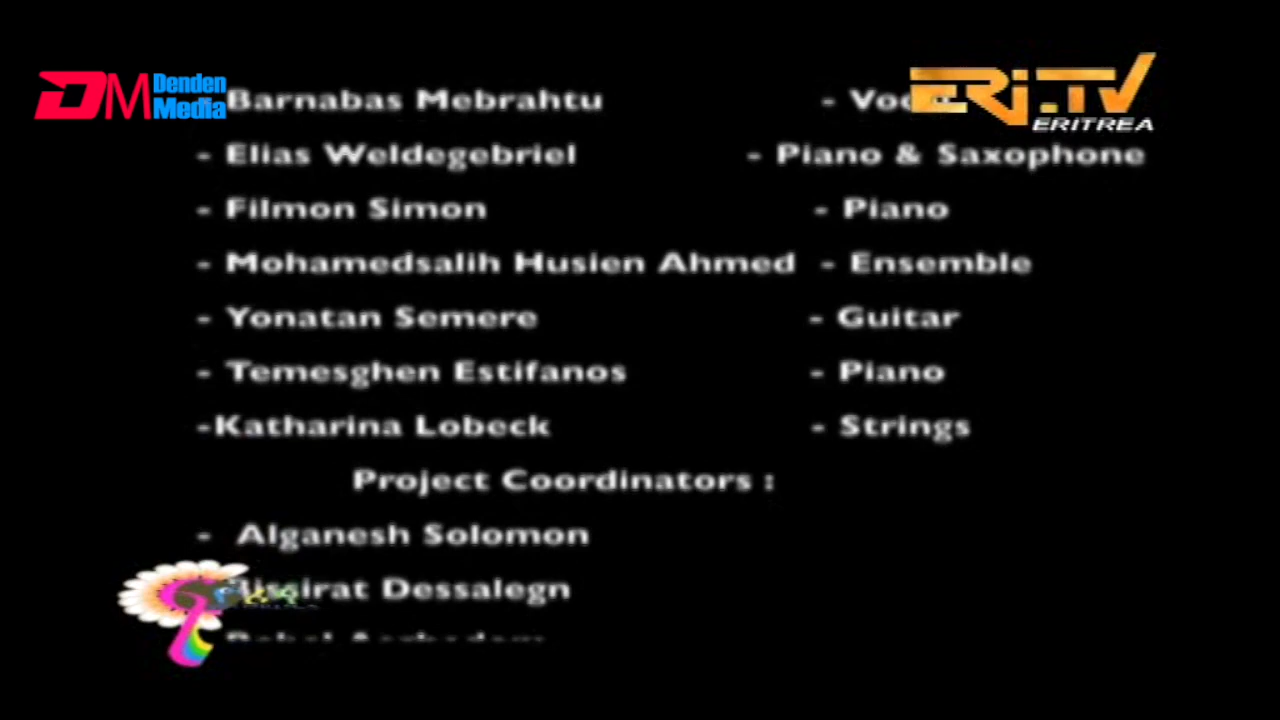 DM Denden Media
ERi.TV
ERITREA
Barnabas Mebrahtu
- Elias Weldegebriel - Piano & Saxophone
- Filmon Simon - Piano
- Mohamedsalih Husien Ahmed - Ensemble
- Yonatan Semere - Guitar
- Temesghen Estifanos - Piano
-Katharina Lobeck - Strings
Project Coordinators :
- Alganesh Solomon
Dessalegn